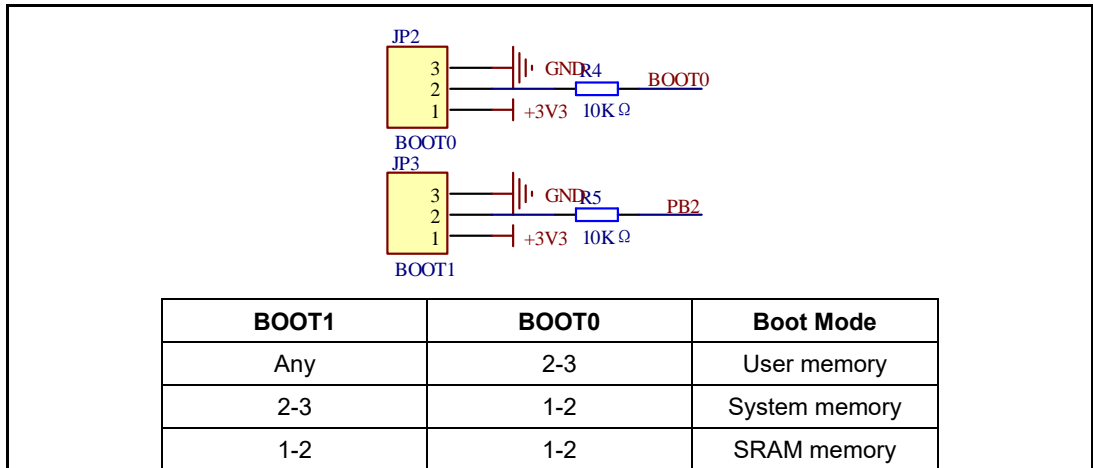 JP2
3 GND R4 BOOT0
2
1 +3V3 10K Ω
BOOT0
JP3
3 GND R5 PB2
2
1 +3V3 10K Ω
BOOT1
BOOT1 BOOT0 Boot Mode
Any 2-3 User memory
2-3 1-2 System memory
1-2 1-2 SRAM memory